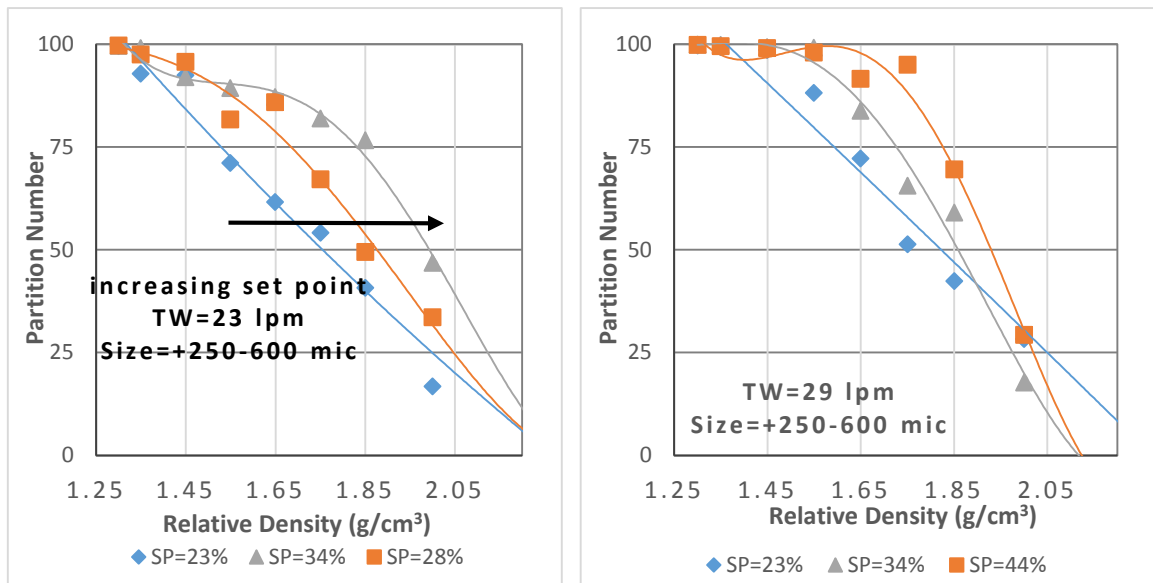 100
75
50
25
0
Partition Number
increasing set point
TW=23 lpm
Size=+250-600 mic
1.25 1.45 1.65 1.85 2.05
Relative Density (g/cm³)
SP=23% SP=34% SP=28%
100
75
50
25
0
Partition Number
TW=29 lpm
Size=+250-600 mic
1.25 1.45 1.65 1.85 2.05
Relative Density (g/cm³)
SP=23% SP=34% SP=44%